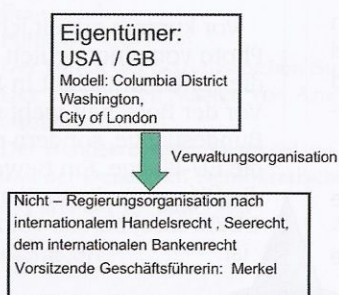 Eigentümer:
USA / GB
Modell: Columbia District
Washington,
City of London
Verwaltungsorganisation
Nicht – Regierungsorganisation nach
internationalem Handelsrecht , Seerecht,
dem internationalen Bankenrecht
Vorsitzende Geschäftsführerin: Merkel